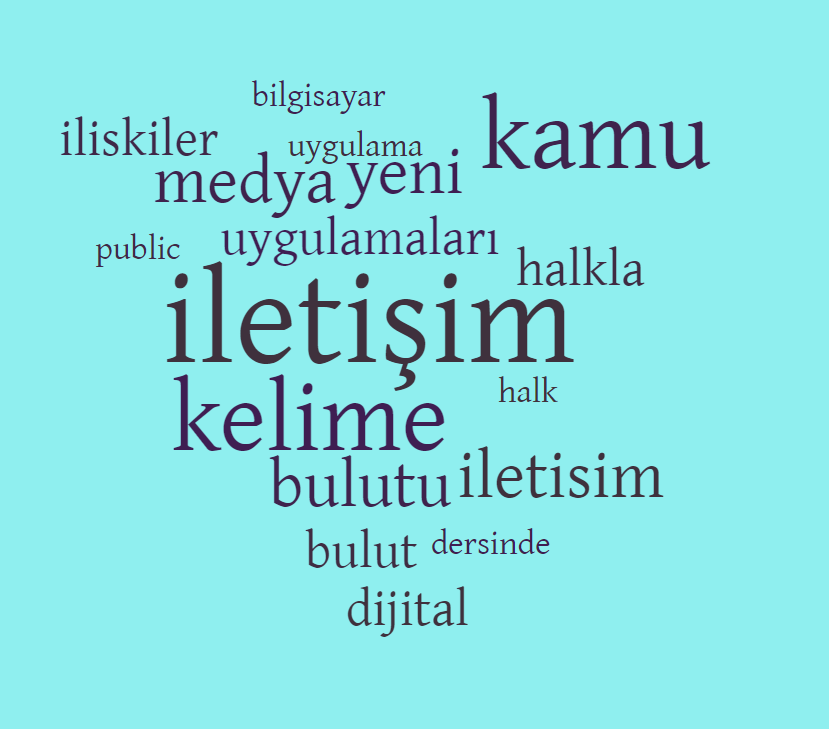 bilgisayar
iliskiler
uygulama
kamu
medya
yeni
public
uygulamaları
halkla
iletişim
halk
kelime
bulutu
iletisim
bulut
dersinde
dijital